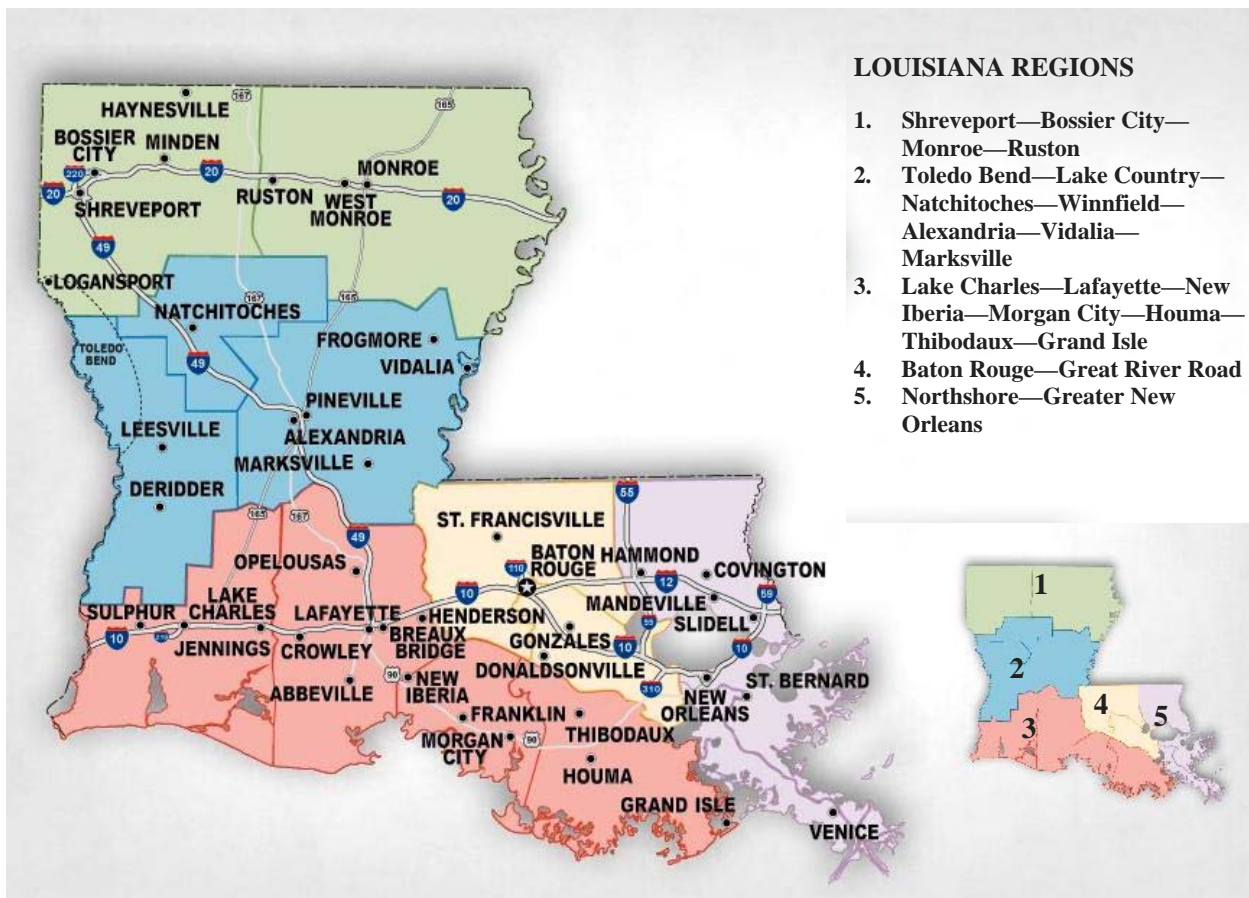 HAYNESVILLE
167
165
BOSSIER
CITY
MINDEN
MONROE
220
20
20
20
SHREVEPORT
RUSTON
WEST
MONROE
49
LOGANSPORT
167
165
NATCHITOCHES
FROGMORE
TOLEDO
BEND
49
VIDALIA
PINEVILLE
LEESVILLE
ALEXANDRIA
MARKSVILLE
DERIDDER
165
167
49
55
ST. FRANCISVILLE
OPELOUSAS
110
BATON
ROUGE
HAMMOND
12
COVINGTON
10
59
LAKE
CHARLES
SULPHUR
LAFAYETTE
HENDERSON
MANDEVILLE
SLIDELL
10
210
JENNINGS
CROWLEY
BREAUX
BRIDGE
GONZALES
55
10
10
DONALDSONVILLE
90
310
ABBEVILLE
NEW
IBERIA
NEW
ORLEANS
ST. BERNARD
FRANKLIN
THIBODAUX
MORGAN
CITY
90
HOUMA
GRAND ISLE
VENICE
LOUISIANA REGIONS
1. Shreveport—Bossier City—
Monroe—Ruston
2. Toledo Bend—Lake Country—
Natchitoches—Winnfield—
Alexandria—Vidalia—
Marksville
3. Lake Charles—Lafayette—New
Iberia—Morgan City—Houma—
Thibodaux—Grand Isle
4. Baton Rouge—Great River Road
5. Northshore—Greater New
Orleans
1
2
3
4
5